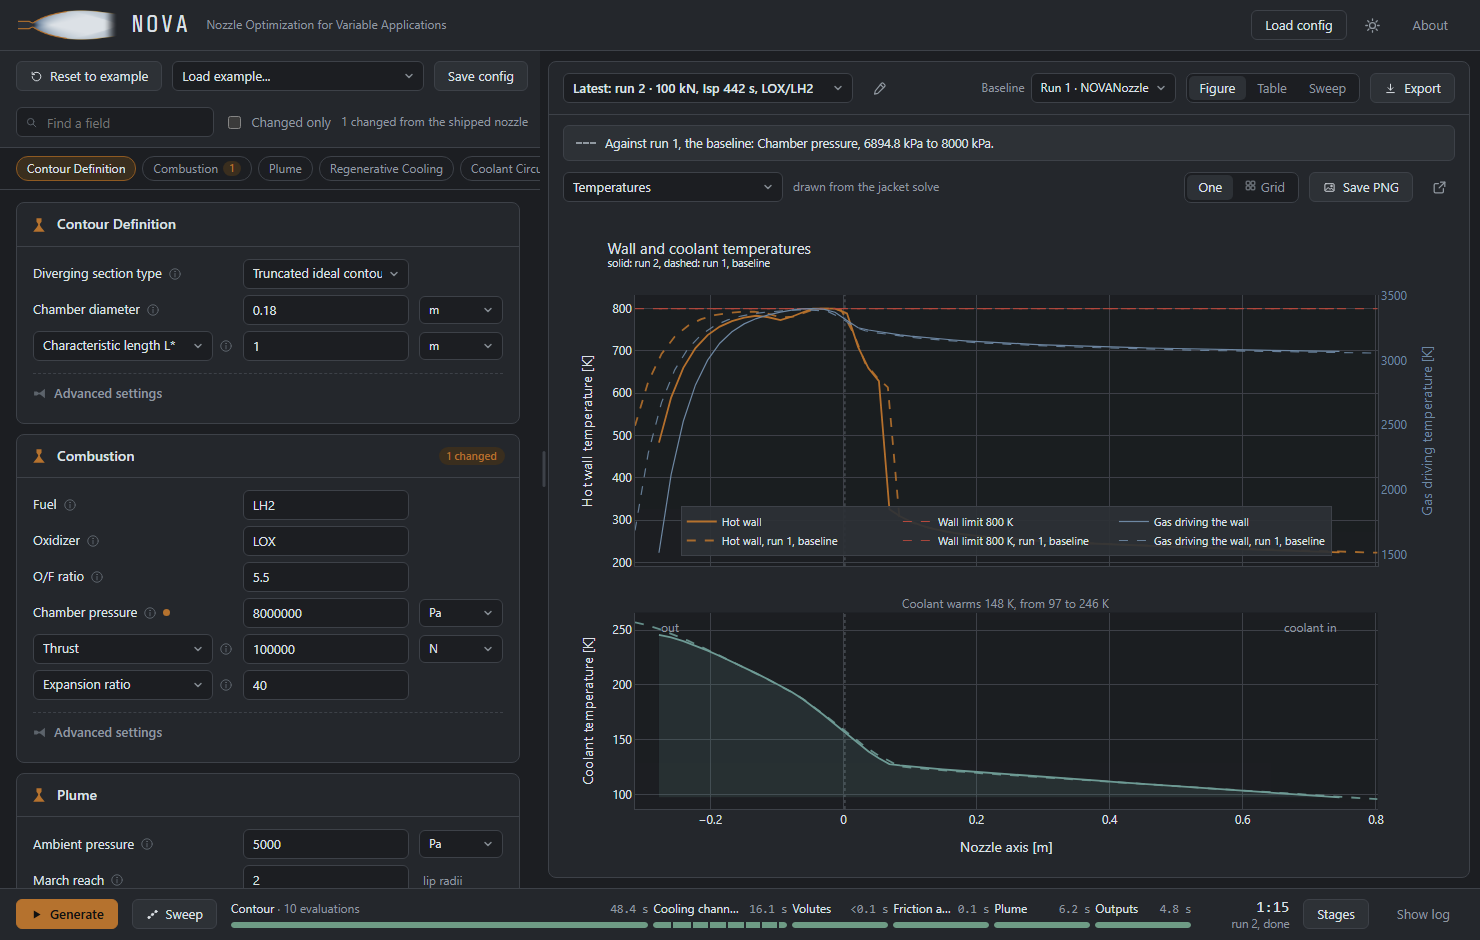 NOVA
Nozzle Optimization for Variable Applications
Load config
About
Reset to example
Load example...
Save config
Find a field
Changed only
1 changed from the shipped nozzle
Contour Definition
Combustion 1
Plume
Regenerative Cooling
Coolant Circu
Contour Definition
Diverging section type
Truncated ideal contou
Chamber diameter
0.18
m
Characteristic length L*
1
m
Advanced settings
Combustion
1 changed
Fuel
LH2
Oxidizer
LOX
O/F ratio
5.5
Chamber pressure
8000000
Pa
Thrust
100000
N
Expansion ratio
40
Advanced settings
Plume
Ambient pressure
5000
Pa
March reach
2
lip radii
Latest: run 2 · 100 kN, Isp 442 s, LOX/LH2
Baseline
Run 1 · NOVANozzle
Figure
Table
Sweep
Export
Against run 1, the baseline: Chamber pressure, 6894.8 kPa to 8000 kPa.
Temperatures
drawn from the jacket solve
One
Grid
Save PNG
Wall and coolant temperatures
solid: run 2, dashed: run 1, baseline
Hot wall temperature [K]
800
700
600
500
400
300
200
3500
3000
2500
2000
1500
Gas driving temperature [K]
Hot wall
Wall limit 800 K
Gas driving the wall
Hot wall, run 1, baseline
Wall limit 800 K, run 1, baseline
Gas driving the wall, run 1, baseline
Coolant warms 148 K, from 97 to 246 K
out
coolant in
Coolant temperature [K]
250
200
150
100
−0.2
0
0.2
0.4
0.6
0.8
Nozzle axis [m]
Generate
Sweep
Contour · 10 evaluations
48.4 s
Cooling chann...
16.1 s
Volutes
<0.1 s
Friction a...
0.1 s
Plume
6.2 s
Outputs
4.8 s
1:15
run 2, done
Stages
Show log